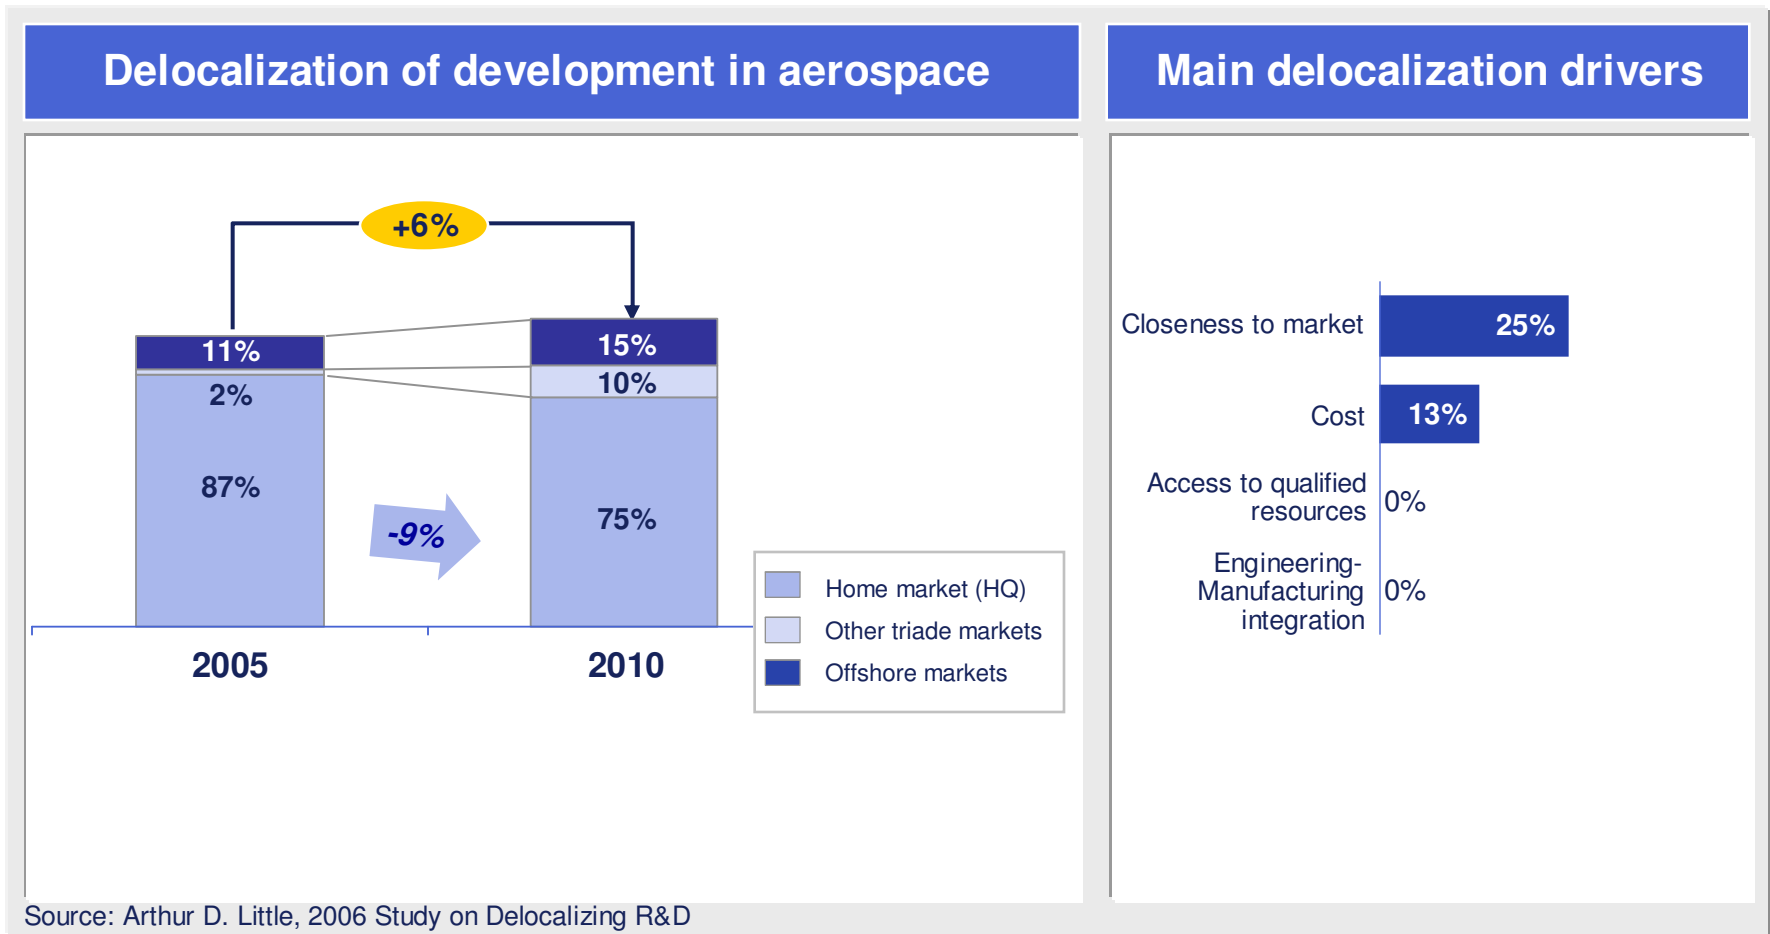 Delocalization of development in aerospace
Main delocalization drivers
+6%
11%
2%
87%
-9%
15%
10%
75%
2005
2010
Home market (HQ)
Other triade markets
Offshore markets
Closeness to market
25%
Cost
13%
Access to qualified
resources
0%
Engineering-
Manufacturing
integration
0%
Source: Arthur D. Little, 2006 Study on Delocalizing R&D